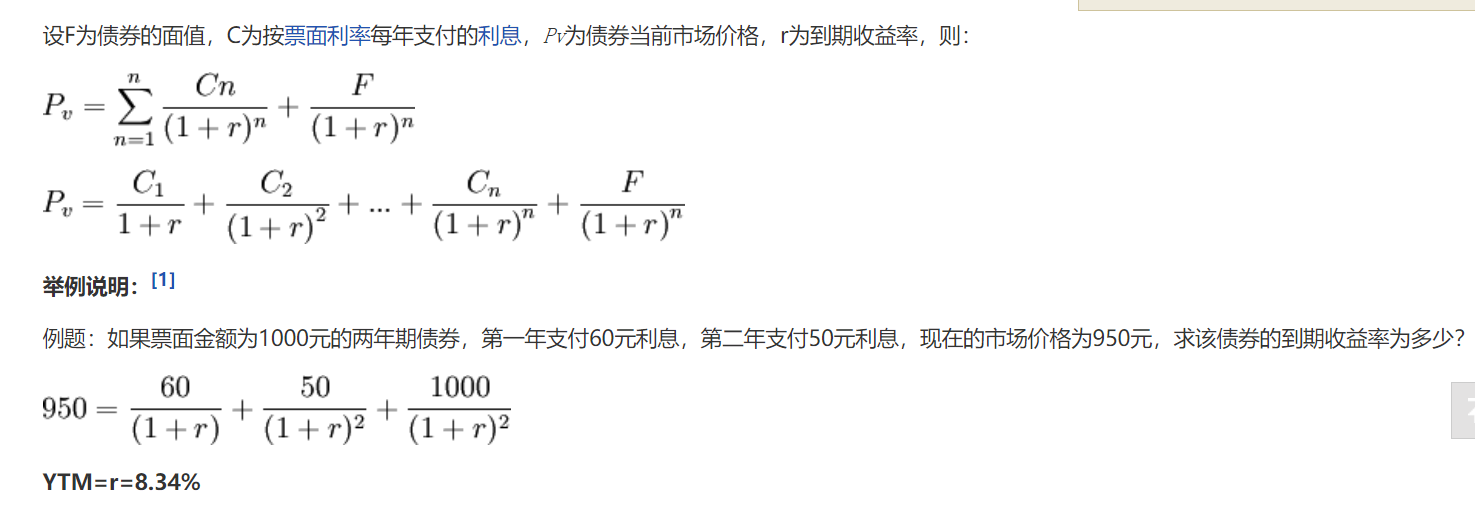 设F为债券的面值，C为按票面利率每年支付的利息，Pv为债券当前市场价格，r为到期收益率，则：
$P_v = \sum_{n=1}^{n} \frac{Cn}{(1+r)^n} + \frac{F}{(1+r)^n}$
$P_v = \frac{C_1}{1+r} + \frac{C_2}{(1+r)^2} + ... + \frac{C_n}{(1+r)^n} + \frac{F}{(1+r)^n}$
举例说明：[1]
例题：如果票面金额为1000元的两年期债券，第一年支付60元利息，第二年支付50元利息，现在的市场价格为950元，求该债券的到期收益率为多少？
$950 = \frac{60}{(1+r)} + \frac{50}{(1+r)^2} + \frac{1000}{(1+r)^2}$
YTM=r=8.34%